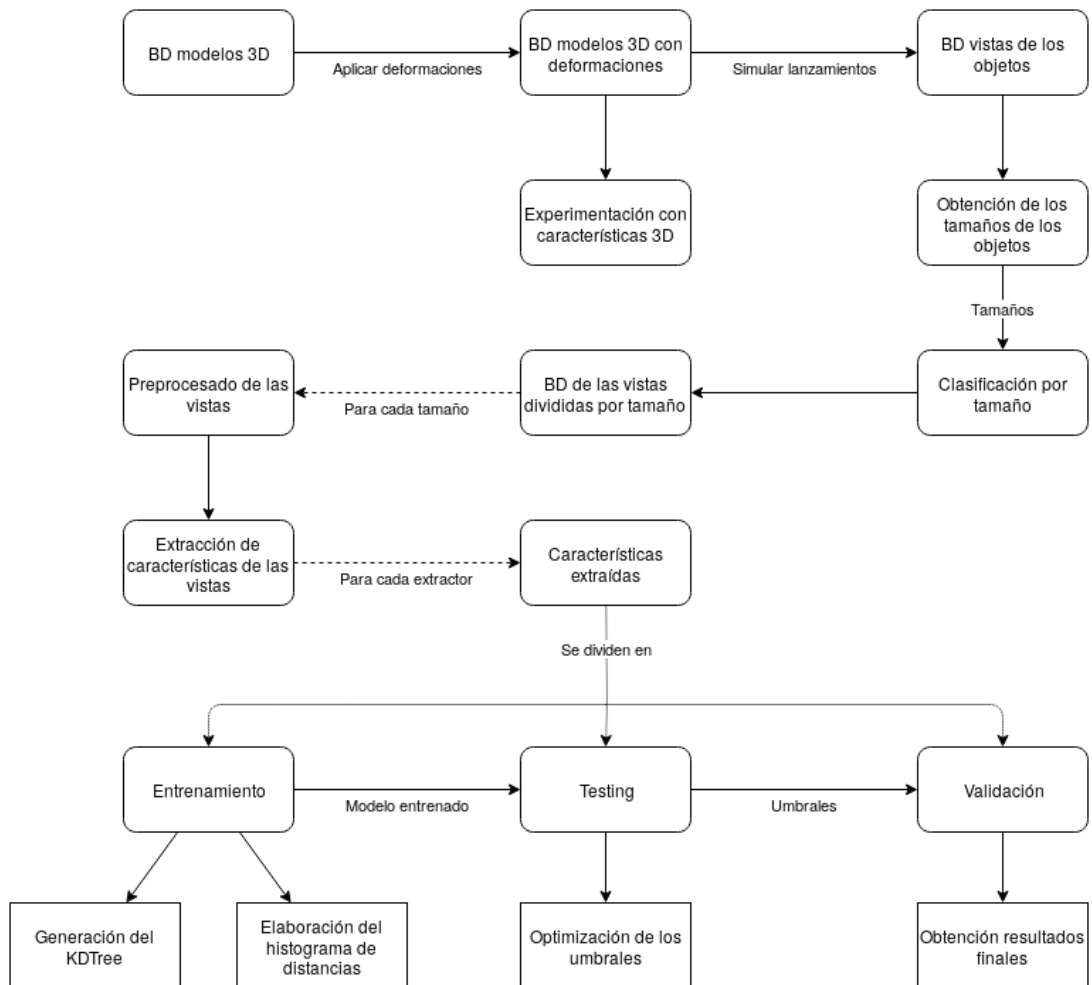 BD modelos 3D
Aplicar deformaciones
BD modelos 3D con
deformaciones
Simular lanzamientos
BD vistas de los
objetos
Experimentación con
características 3D
Obtención de los
tamaños de los
objetos
Tamaños
Preprocesado de las
vistas
Para cada tamaño
BD de las vistas
divididas por tamaño
Clasificación por
tamaño
Extracción de
características de las
vistas
Para cada extractor
Características
extraídas
Se dividen en
Entrenamiento
Modelo entrenado
Testing
Umbrales
Validación
Generación del
KDTree
Elaboración del
histograma de
distancias
Optimización de los
umbrales
Obtención resultados
finales